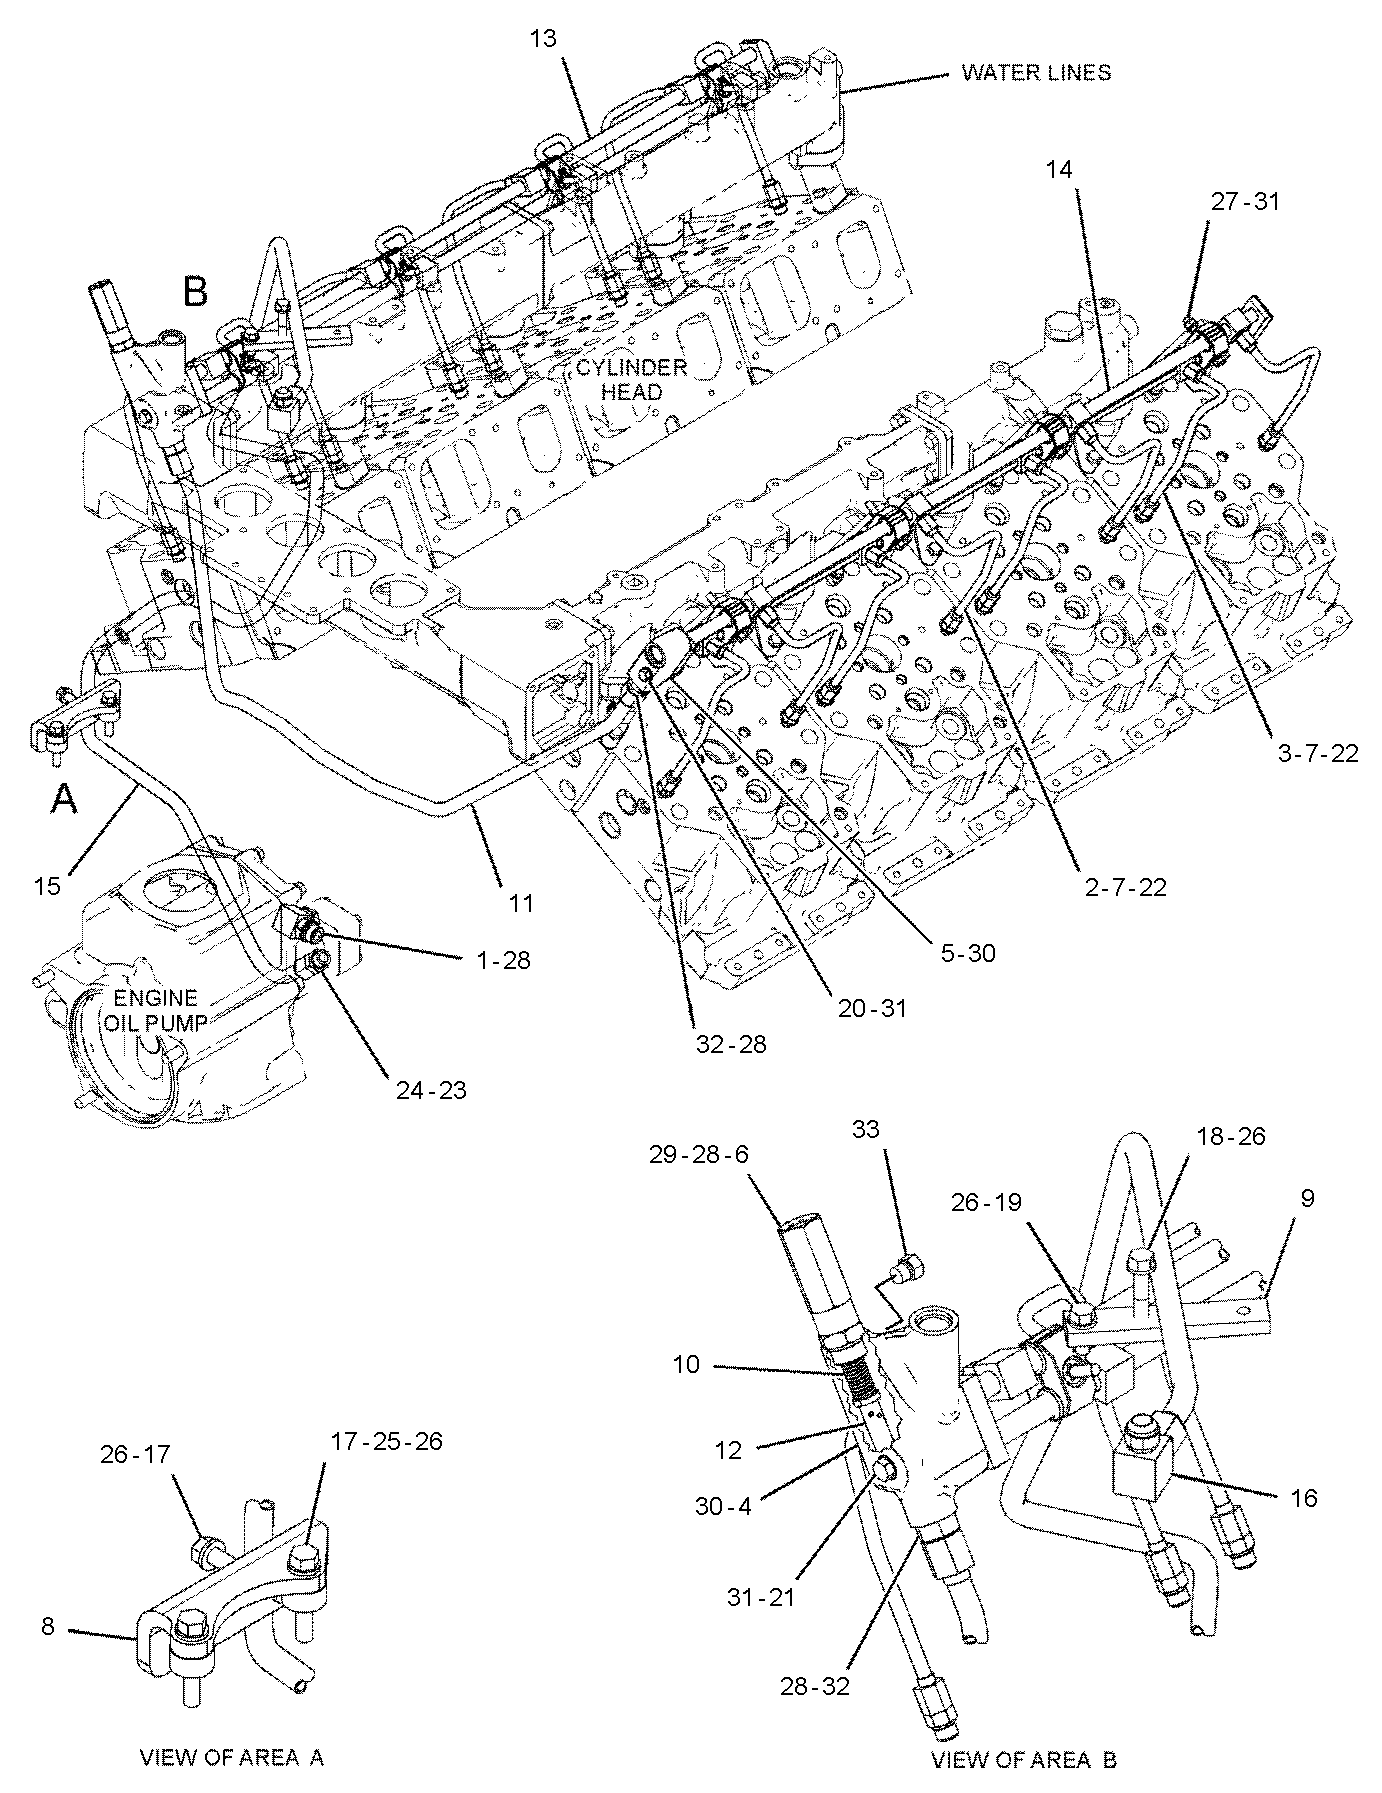 13
WATER LINES
14
27-31
B
CYLINDER
HEAD
3-7-22
A
2-7-22
15
11
5-30
1-28
ENGINE
OIL PUMP
20-31
32-28
24-23
33
18-26
29-28-6
26-19
9
10
12
16
30-4
26-17
17-25-26
31-21
8
28-32
VIEW OF AREA A
VIEW OF AREA B